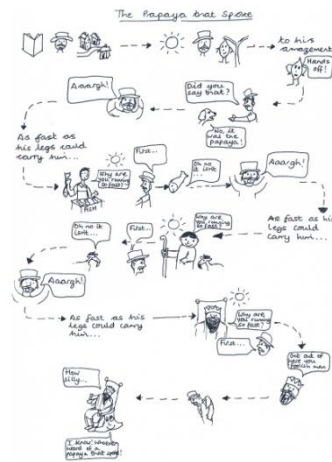 The Papaya that Spoke
to his
amazement
Hands
off!
Did you
say that?
Aaaargh!
No, it
was the
papaya!
As fast as
his legs could
carry him...
Why are
you running
so fast?
FISH
First...
Oh no
it isn't
Aaargh!
As fast as
his legs could
carry him...
Why are
you running
so fast?
First...
Oh no it
isn't...
Aaargh!
As fast as his
legs could carry
him...
Why are
you running
so fast?
First...
Get out of
here you
foolish man
How
silly...
I know! Whoever
heard of a
papaya that spoke!